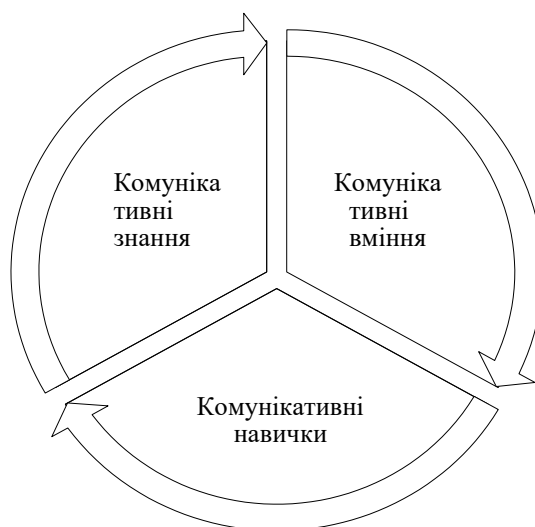 Комуніка
тивні
знання
Комуніка
тивні
вміння
Комунікативні
навички